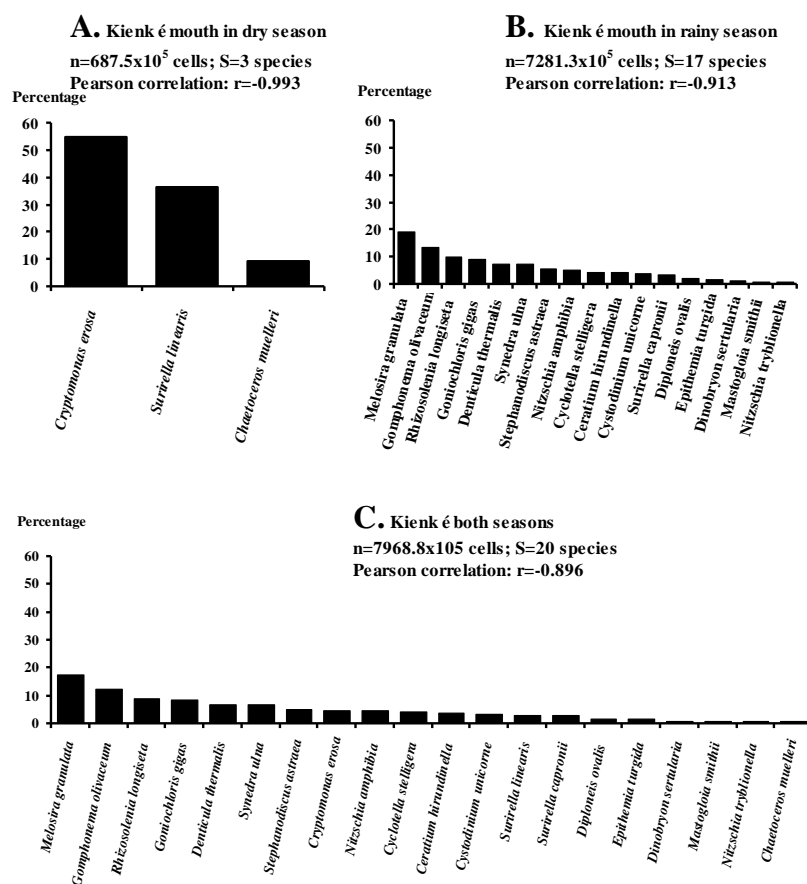 A. Kienk é mouth in dry season
n=687.5x10⁵ cells; S=3 species
Pearson correlation: r=-0.993
Percentage
60
50
40
30
20
10
0
Cryptomonas erosa
Surirella linearis
Chaetoceros muelleri
B. Kienk é mouth in rainy season
n=7281.3x10⁵ cells; S=17 species
Pearson correlation: r=-0.913
Percentage
60
50
40
30
20
10
0
Melosira granulata
Gomphonema olivaceum
Rhizosolenia longiseta
Goniochloris gigas
Denticula thermalis
Synedra ulna
Stephanodiscus astraea
Nitzschia amphibia
Cyclotella stelligera
Ceratium hirundinella
Cystodinium unicorne
Surirella capronii
Diploneis ovalis
Epithemia turgida
Dinobryon sertularia
Mastogloia smithii
Nitzschia tryblionella
C. Kienk é both seasons
n=7968.8x105 cells; S=20 species
Pearson correlation: r=-0.896
Percentage
60
50
40
30
20
10
0
Melosira granulata
Gomphonema olivaceum
Rhizosolenia longiseta
Goniochloris gigas
Denticula thermalis
Synedra ulna
Stephanodiscus astraea
Cryptomonas erosa
Nitzschia amphibia
Cyclotella stelligera
Ceratium hirundinella
Cystodinium unicorne
Surirella linearis
Surirella capronii
Diploneis ovalis
Epithemia turgida
Dinobryon sertularia
Mastogloia smithii
Nitzschia tryblionella
Chaetoceros muelleri